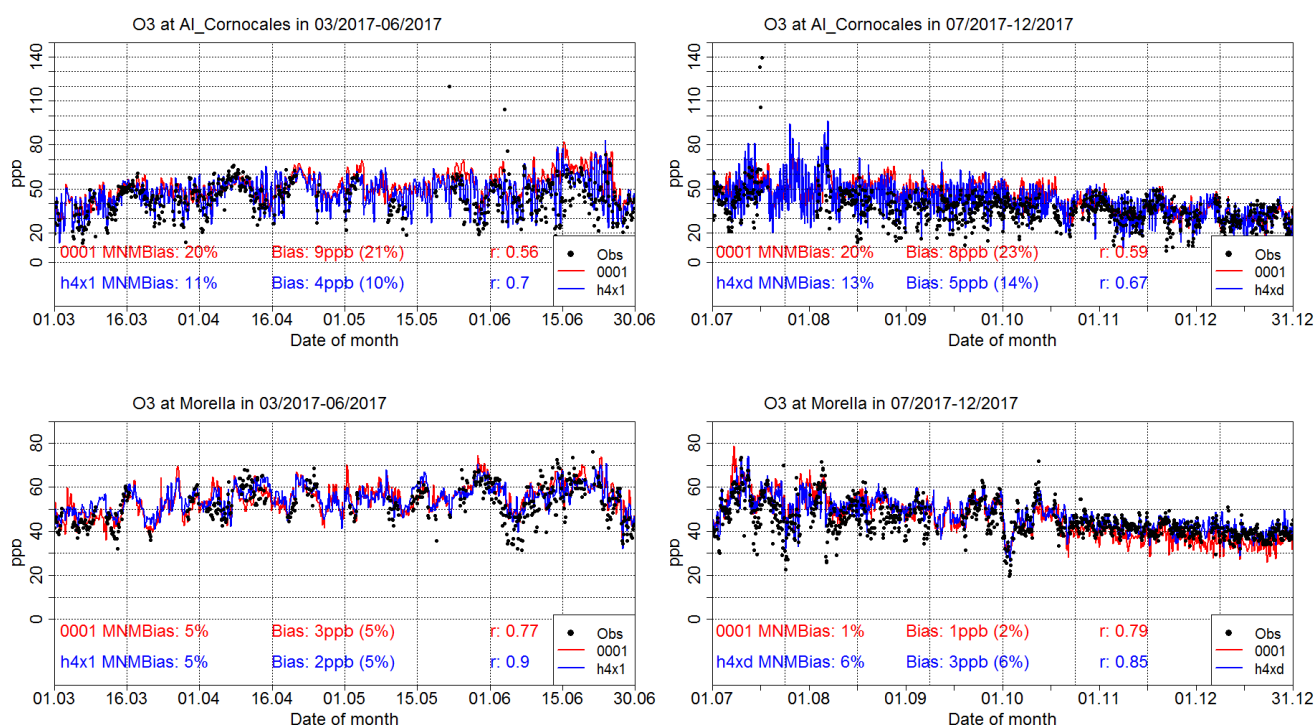 O3 at Al_Cornocales in 03/2017-06/2017
ppb
0 20 50 80 110 140
0001 MNMBias: 20% Bias: 9ppb (21%) r: 0.56
h4x1 MNMBias: 11% Bias: 4ppb (10%) r: 0.7
Obs
0001
h4x1
01.03 16.03 01.04 16.04 01.05 15.05 01.06 15.06 30.06
Date of month
O3 at Al_Cornocales in 07/2017-12/2017
ppb
0 20 50 80 110 140
0001 MNMBias: 20% Bias: 8ppb (23%) r: 0.59
h4xd MNMBias: 13% Bias: 5ppb (14%) r: 0.67
Obs
0001
h4xd
01.07 01.08 01.09 01.10 01.11 01.12 31.12
Date of month
O3 at Morella in 03/2017-06/2017
ppb
0 20 40 60 80
0001 MNMBias: 5% Bias: 3ppb (5%) r: 0.77
h4x1 MNMBias: 5% Bias: 2ppb (5%) r: 0.9
Obs
0001
h4x1
01.03 16.03 01.04 16.04 01.05 15.05 01.06 15.06 30.06
Date of month
O3 at Morella in 07/2017-12/2017
ppb
0 20 40 60 80
0001 MNMBias: 1% Bias: 1ppb (2%) r: 0.79
h4xd MNMBias: 6% Bias: 3ppb (6%) r: 0.85
Obs
0001
h4xd
01.07 01.08 01.09 01.10 01.11 01.12 31.12
Date of month